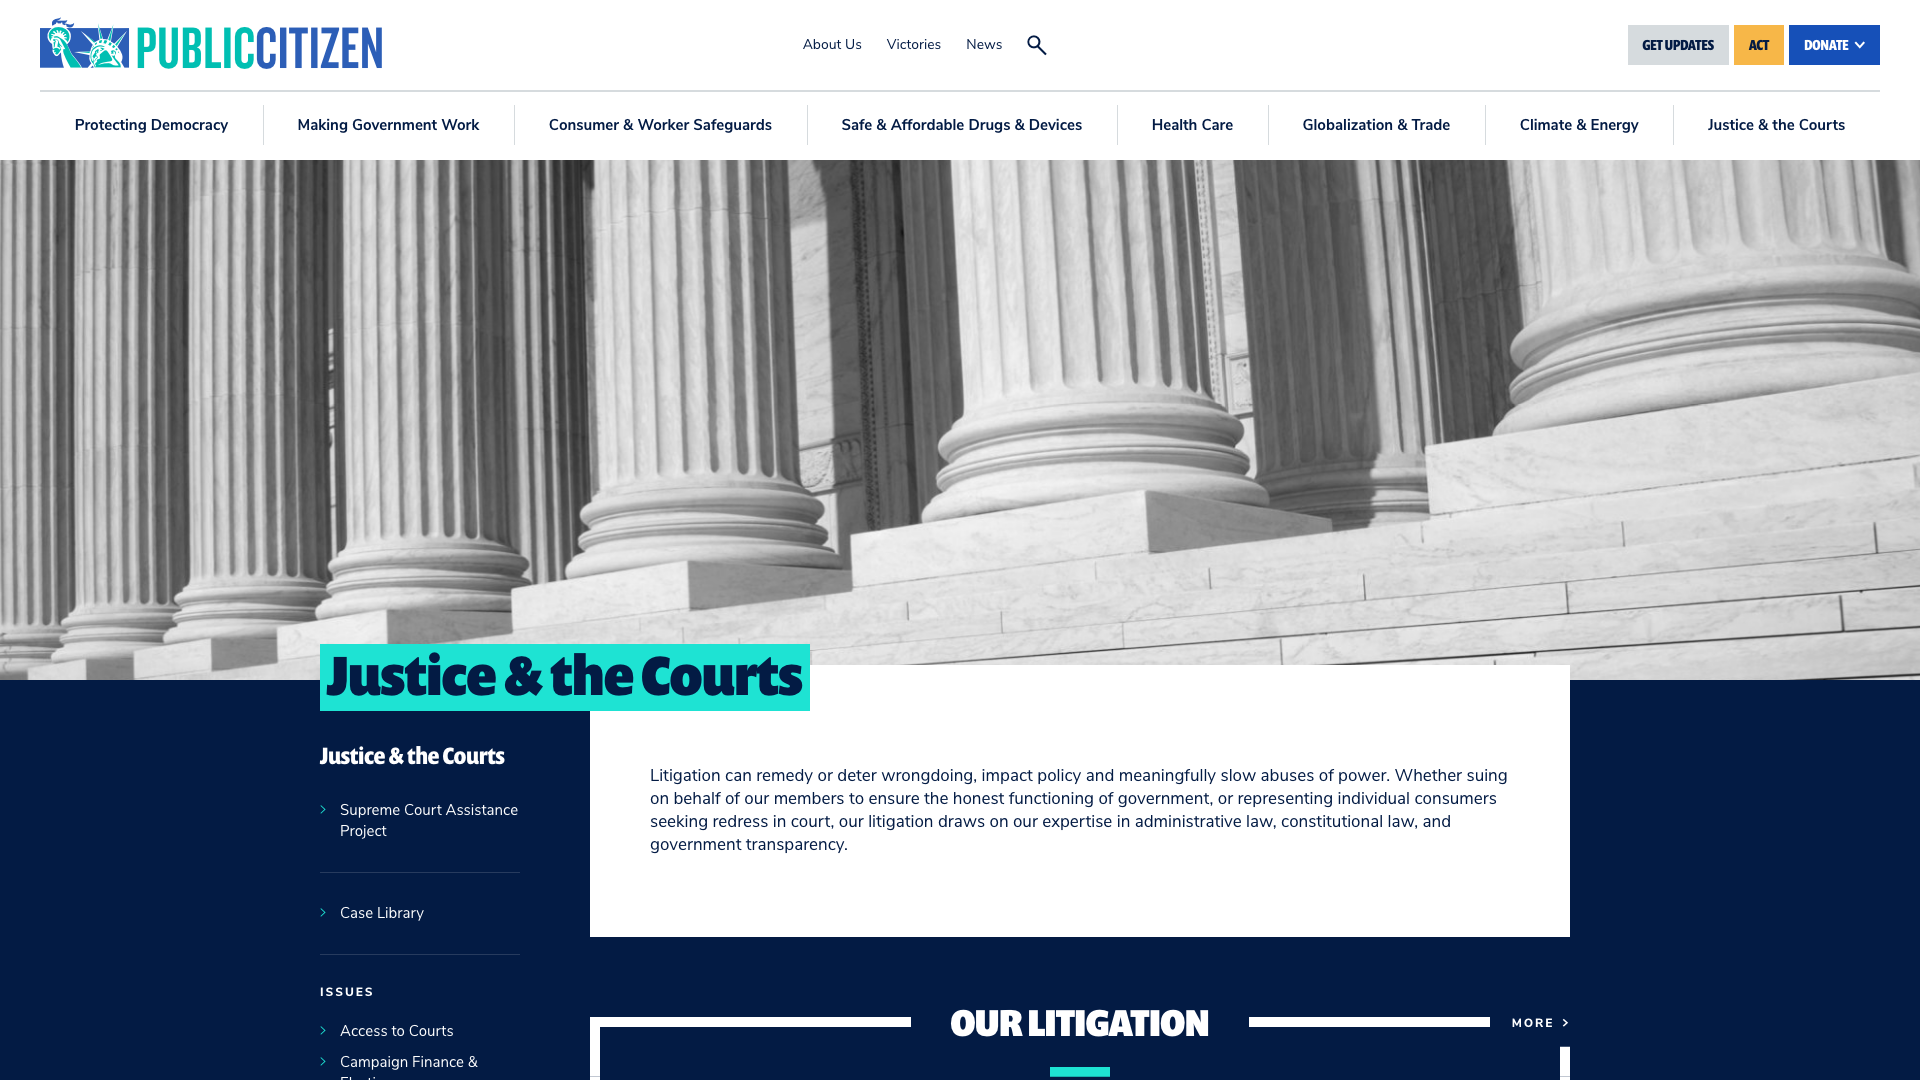 PUBLICCITIZEN
About Us
Victories
News
GET UPDATES
ACT
DONATE
Protecting Democracy
Making Government Work
Consumer & Worker Safeguards
Safe & Affordable Drugs & Devices
Health Care
Globalization & Trade
Climate & Energy
Justice & the Courts
Justice & the Courts
Justice & the Courts
Supreme Court Assistance
Project
Case Library
ISSUES
Access to Courts
Campaign Finance &
Litigation can remedy or deter wrongdoing, impact policy and meaningfully slow abuses of power. Whether suing
on behalf of our members to ensure the honest functioning of government, or representing individual consumers
seeking redress in court, our litigation draws on our expertise in administrative law, constitutional law, and
government transparency.
OUR LITIGATION
MORE